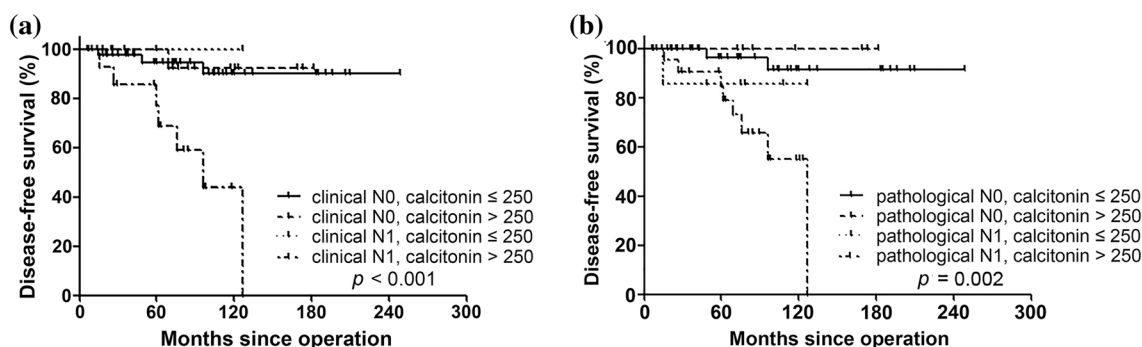 (a)
Disease-free survival (%)
100
80
60
40
20
0
clinical N0, calcitonin ≤ 250
clinical N0, calcitonin > 250
clinical N1, calcitonin ≤ 250
clinical N1, calcitonin > 250
p < 0.001
0 60 120 180 240 300
Months since operation
(b)
Disease-free survival (%)
100
80
60
40
20
0
pathological N0, calcitonin ≤ 250
pathological N0, calcitonin > 250
pathological N1, calcitonin ≤ 250
pathological N1, calcitonin > 250
p = 0.002
0 60 120 180 240 300
Months since operation